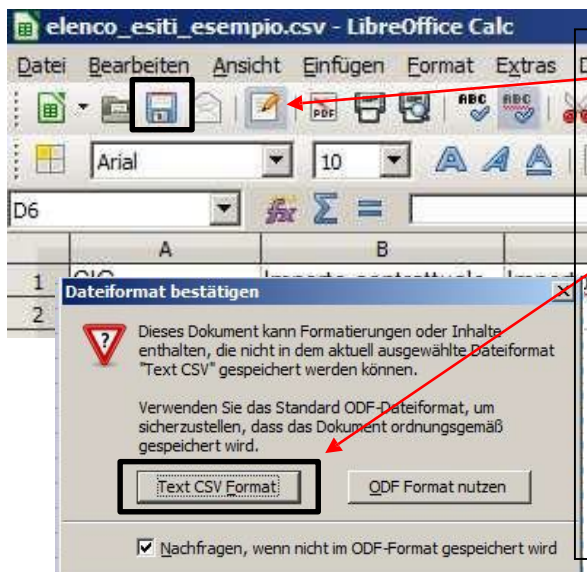 elenco_esiti_esempio.csv - LibreOffice Calc
Datei Bearbeiten Ansicht Einfügen Format Extras D
PDF ABC ABC
Arial 10
D6
A B
1
2
Dateiformat bestätigen
Dieses Dokument kann Formatierungen oder Inhalte
enthalten, die nicht in dem aktuell ausgewählte Dateiformat
"Text CSV" gespeichert werden können.
Verwenden Sie das Standard ODF-Dateiformat, um
sicherzustellen, dass das Dokument ordnungsgemäß
gespeichert wird.
Text CSV Format ODF Format nutzen
Nachfragen, wenn nicht im ODF-Format gespeichert wird